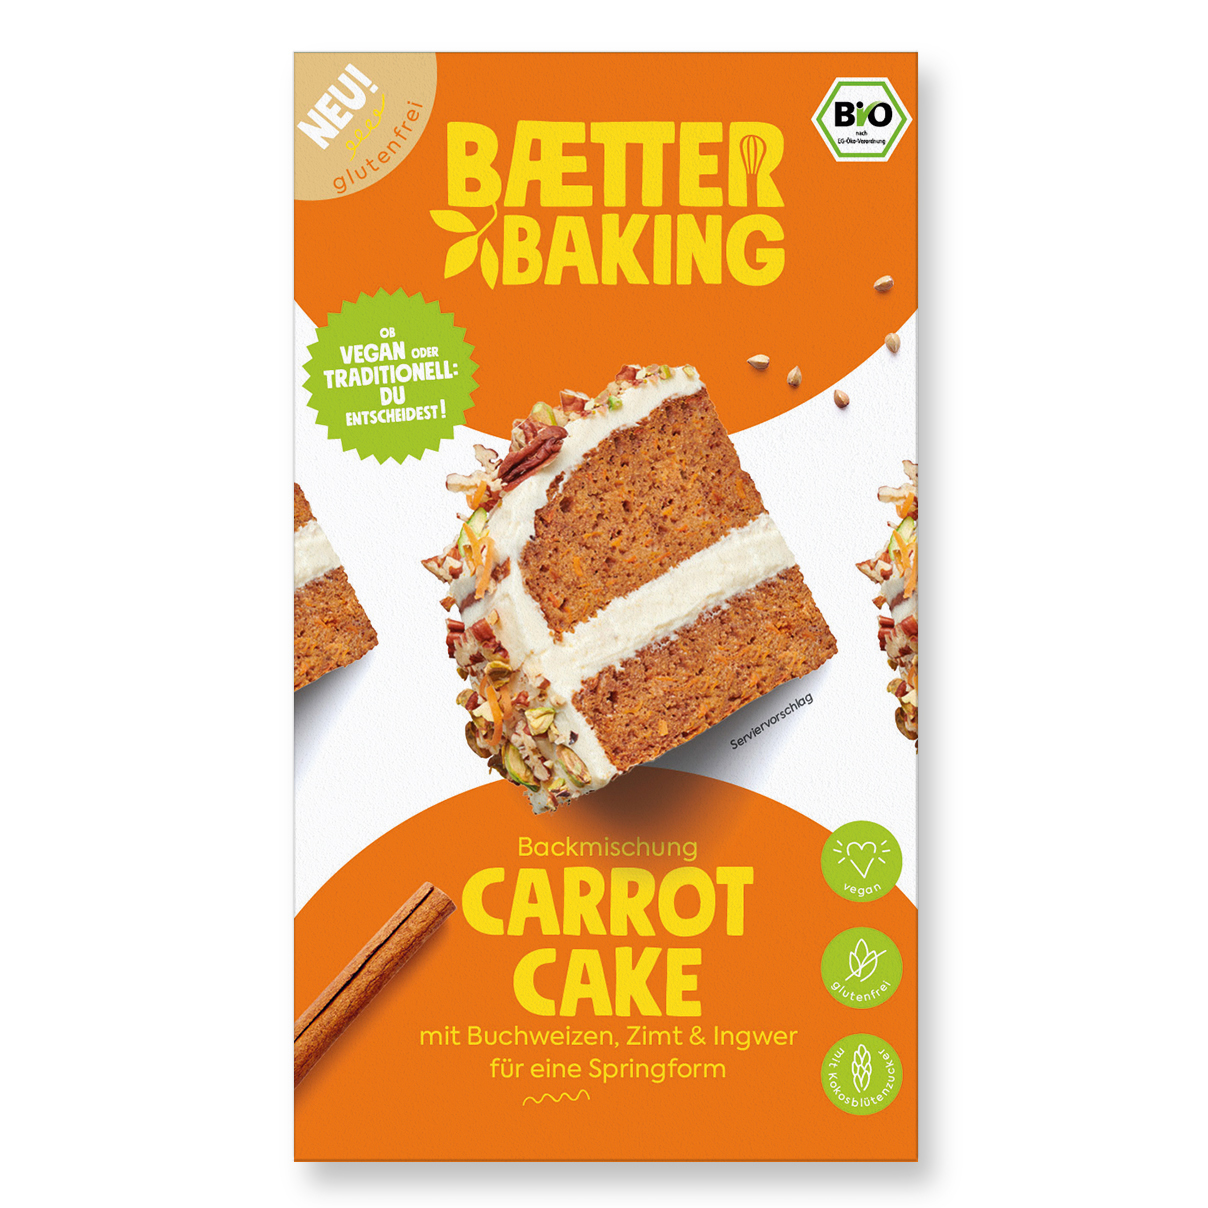 NEU!
glutenfrei
BIO
nach
EG-Öko-Verordnung
BÆTTER
BAKING
OB
VEGAN ODER
TRADITIONELL:
DU
ENTSCHEIDEST!
Serviervorschlag
Backmischung
CARROT
CAKE
mit Buchweizen, Zimt & Ingwer
für eine Springform
vegan
glutenfrei
mit Kokosblütenzucker